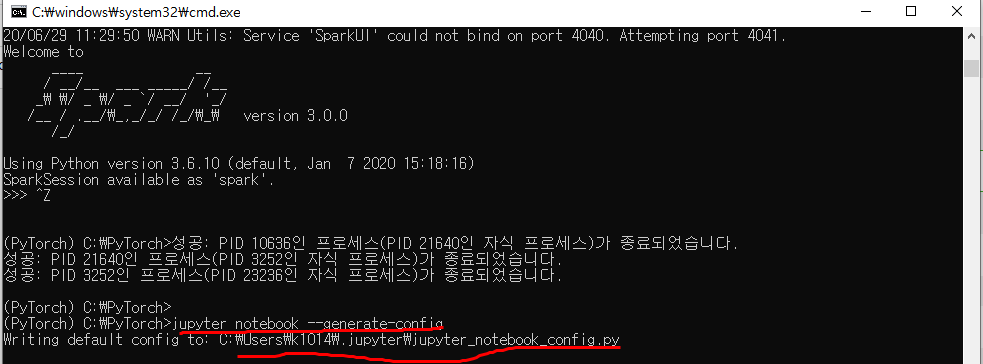 C:₩windows₩system32₩cmd.exe
20/06/29 11:29:50 WARN Utils: Service 'SparkUI' could not bind on port 4040. Attempting port 4041.
Welcome to
      ____              __
     / __/__  ___ _____/ /__
    _₩ ₩/ _ ₩/ _ `/ __/  '_/
   /__ / .__/₩_,_/_/ /_/₩_₩   version 3.0.0
      /_/
Using Python version 3.6.10 (default, Jan  7 2020 15:18:16)
SparkSession available as 'spark'.
>>> ^Z
(PyTorch) C:₩PyTorch>성공: PID 10636인 프로세스(PID 21640인 자식 프로세스)가 종료되었습니다.
성공: PID 21640인 프로세스(PID 3252인 자식 프로세스)가 종료되었습니다.
성공: PID 3252인 프로세스(PID 23236인 자식 프로세스)가 종료되었습니다.
(PyTorch) C:₩PyTorch>
(PyTorch) C:₩PyTorch>jupyter notebook --generate-config
Writing default config to: C:₩Users₩k1014₩.jupyter₩jupyter_notebook_config.py